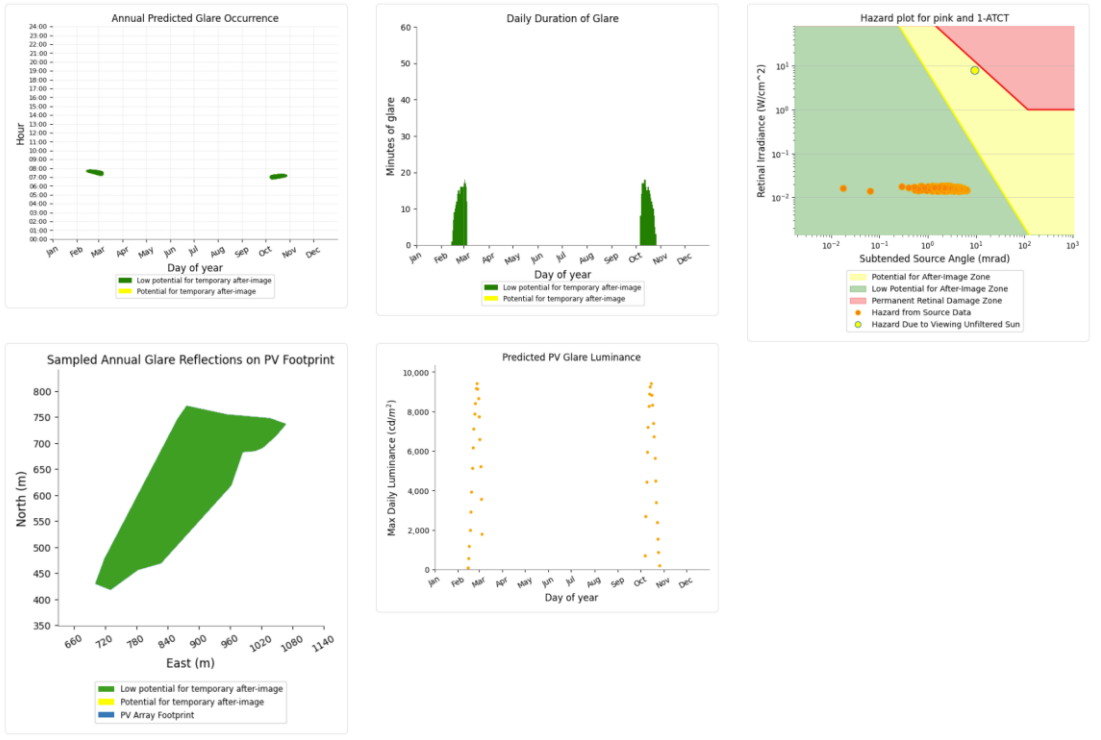 Annual Predicted Glare Occurrence
Hour
24:00
23:00
22:00
21:00
20:00
19:00
18:00
17:00
16:00
15:00
14:00
13:00
12:00
11:00
10:00
09:00
08:00
07:00
06:00
05:00
04:00
03:00
02:00
01:00
00:00
Jan Feb Mar Apr May Jun Jul Aug Sep Oct Nov Dec
Day of year
Low potential for temporary after-image
Potential for temporary after-image
Daily Duration of Glare
Minutes of glare
60
50
40
30
20
10
0
Jan Feb Mar Apr May Jun Jul Aug Sep Oct Nov Dec
Day of year
Low potential for temporary after-image
Potential for temporary after-image
Hazard plot for pink and 1-ATCT
Retinal Irradiance (W/cm^2)
10¹
10⁰
10⁻¹
10⁻²
10⁻² 10⁻¹ 10⁰ 10¹ 10² 10³
Subtended Source Angle (mrad)
Potential for After-Image Zone
Low Potential for After-Image Zone
Permanent Retinal Damage Zone
Hazard from Source Data
Hazard Due to Viewing Unfiltered Sun
Sampled Annual Glare Reflections on PV Footprint
North (m)
800
750
700
650
600
550
500
450
400
350
660 720 780 840 900 960 1020 1080 1140
East (m)
Low potential for temporary after-image
Potential for temporary after-image
PV Array Footprint
Predicted PV Glare Luminance
Max Daily Luminance (cd/m²)
10,000
8,000
6,000
4,000
2,000
0
Jan Feb Mar Apr May Jun Jul Aug Sep Oct Nov Dec
Day of year